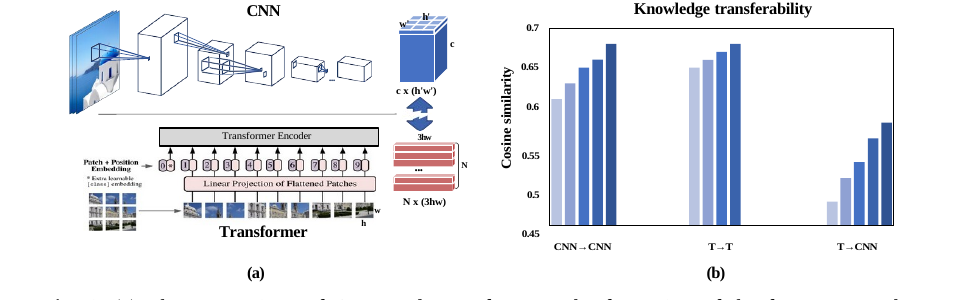 CNN
h'
w'
c
c x (h'w')
Transformer Encoder
3hw
Patch + Position
Embedding
* Extra learnable
[class] embedding
0 * 1 2 3 4 5 6 7 8 9
Linear Projection of Flattened Patches
N
...
N x (3hw)
w
h
Transformer
(a)
Knowledge transferability
Cosine similarity
0.7
0.65
0.6
0.55
0.5
0.45
CNN→CNN
T→T
T→CNN
(b)